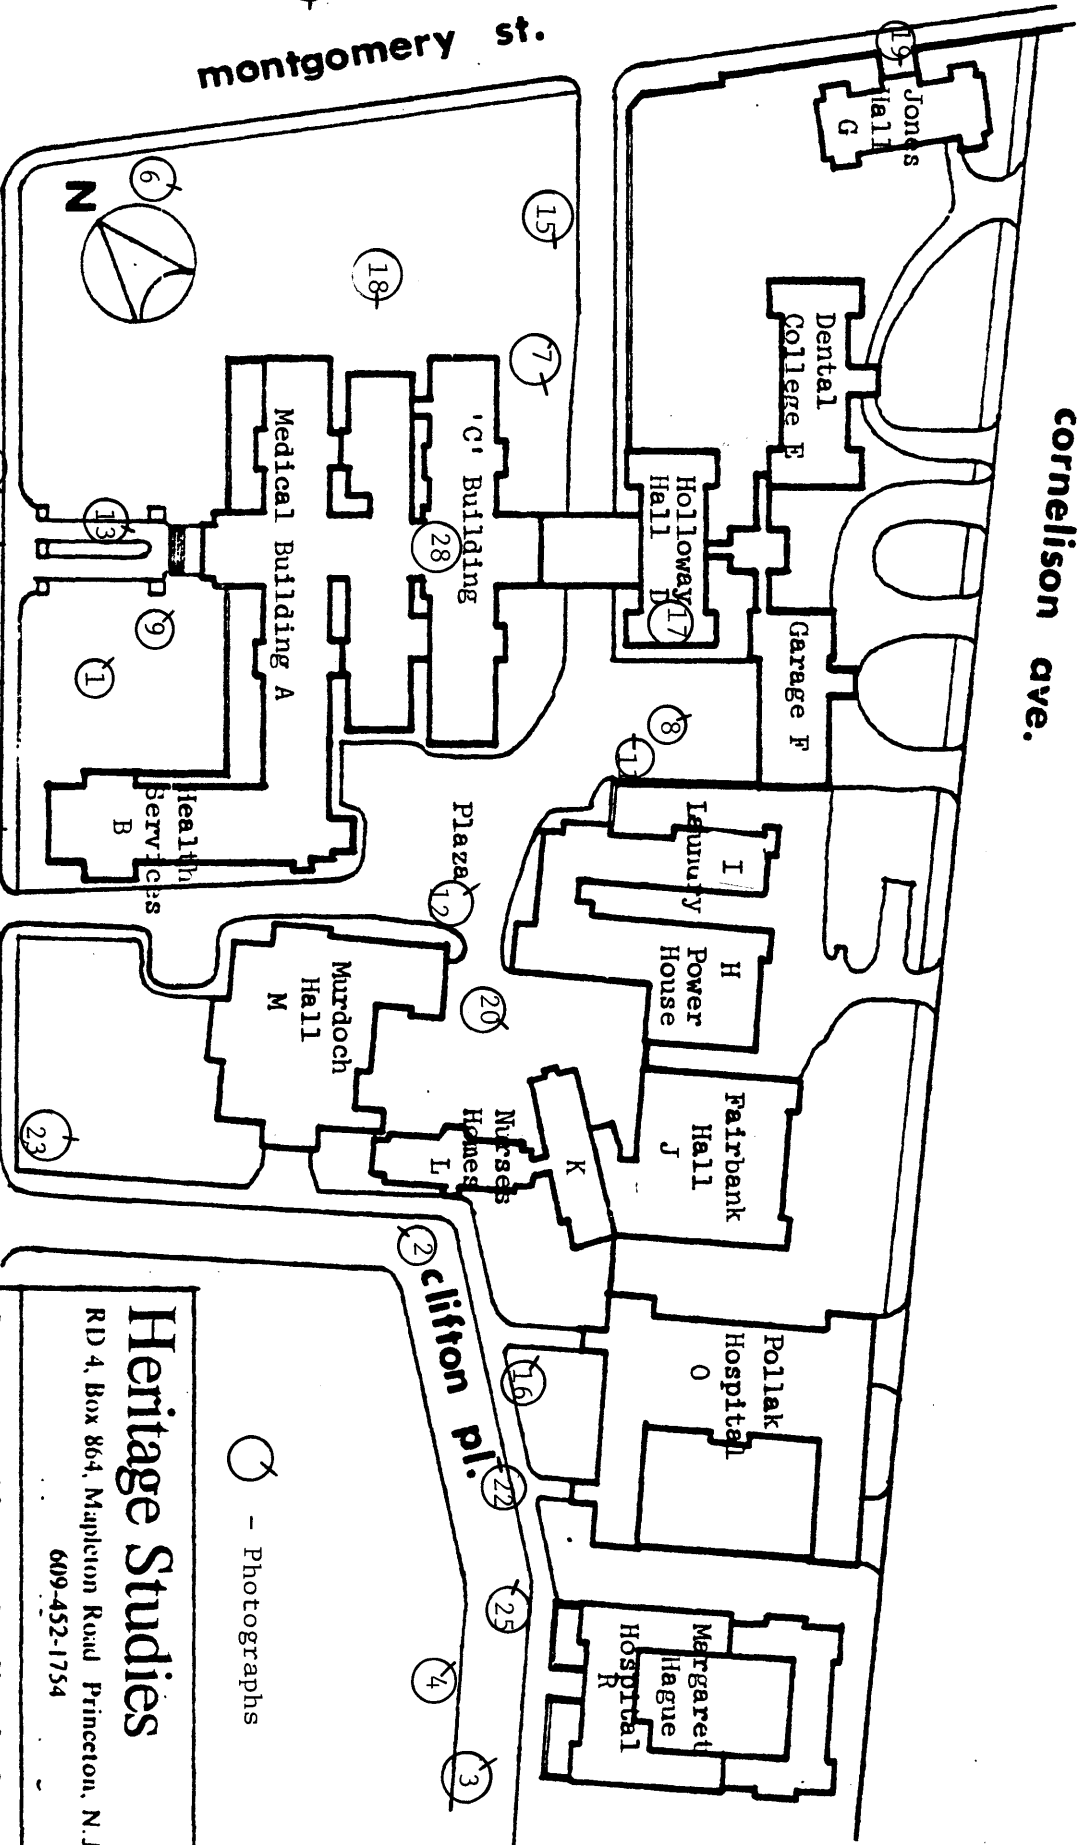 montgomery st.
cornelison ave.
19
Jones
Hall
G
N
6
15
18
7
Dental
College E
Holloway
Hall
D
17
'C' Building
28
Medical Building A
13
9
1
Garage F
8
11
Health
Services
B
Plaza
12
Laundry
I
H
Power
House
Murdoch
Hall
M
20
Nurses
Homes
L
K
Fairbank
Hall
J
23
2
clifton pl.
Pollak
Hospital
O
16
22
25
4
3
Margaret
Hague
Hospital
R
- Photographs
Heritage Studies
RD 4, Box 864, Mapleton Road Princeton, N.J
609-452-1754